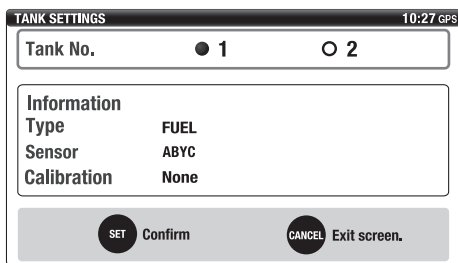 TANK SETTINGS 10:27 GPS
Tank No. 1 2
Information
Type FUEL
Sensor ABYC
Calibration None
SET Confirm CANCEL Exit screen.